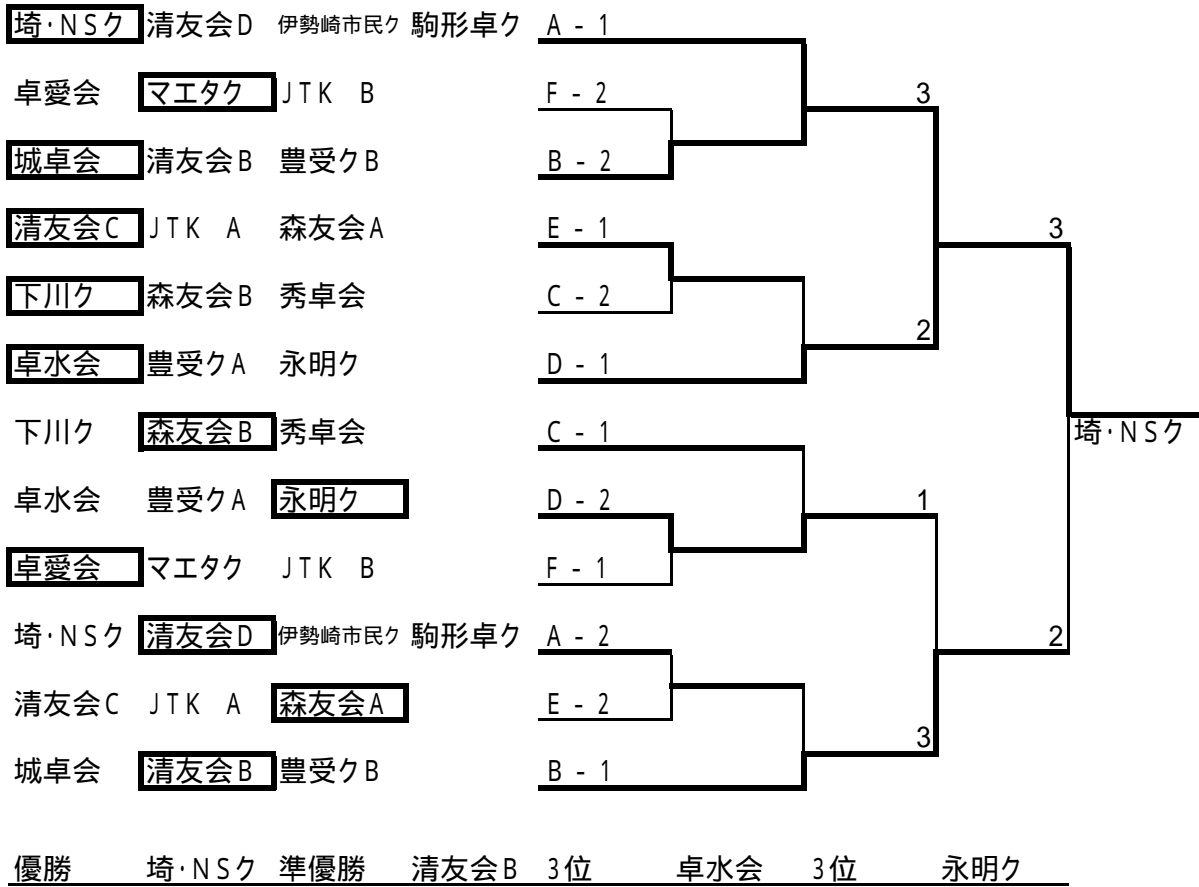 埼・NSク 清友会D 伊勢崎市民ク 駒形卓ク A - 1
3
卓愛会 マエタク JTK B F - 2
城卓会 清友会B 豊受クB B - 2
清友会C JTK A 森友会A E - 1
3
下川ク 森友会B 秀卓会 C - 2
2
卓水会 豊受クA 永明ク D - 1
下川ク 森友会B 秀卓会 C - 1
埼・NSク
卓水会 豊受クA 永明ク D - 2
1
卓愛会 マエタク JTK B F - 1
埼・NSク 清友会D 伊勢崎市民ク 駒形卓ク A - 2
2
清友会C JTK A 森友会A E - 2
3
城卓会 清友会B 豊受クB B - 1
優勝 埼・NSク 準優勝 清友会B 3位 卓水会 3位 永明ク